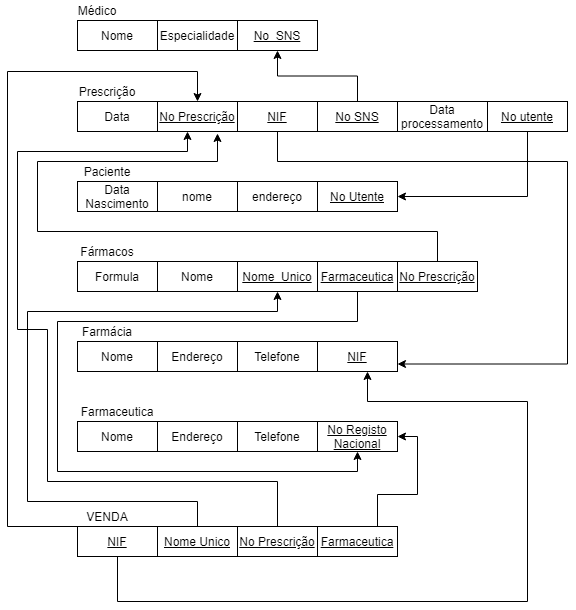 Médico
Nome Especialidade No_SNS
Prescrição
Data No Prescrição NIF No SNS Data processamento No utente
Paciente
Data Nascimento nome endereço No Utente
Fármacos
Formula Nome Nome_Unico Farmaceutica No Prescrição
Farmácia
Nome Endereço Telefone NIF
Farmaceutica
Nome Endereço Telefone No Registo Nacional
VENDA
NIF Nome Unico No Prescrição Farmaceutica